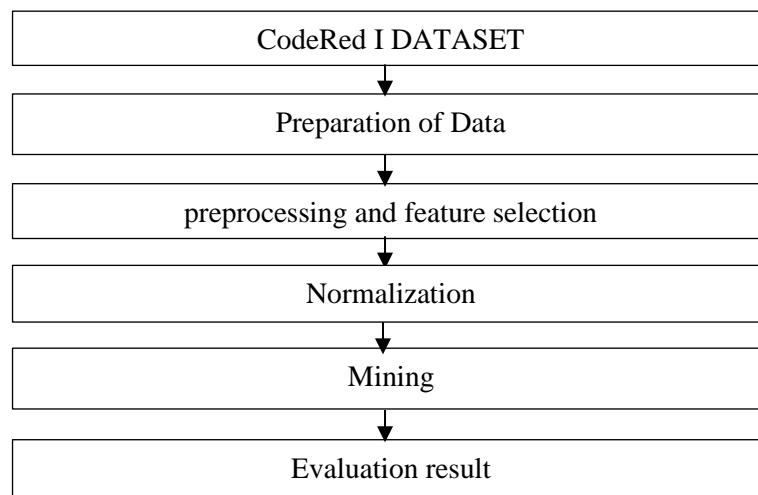 CodeRed I DATASET
Preparation of Data
preprocessing and feature selection
Normalization
Mining
Evaluation result